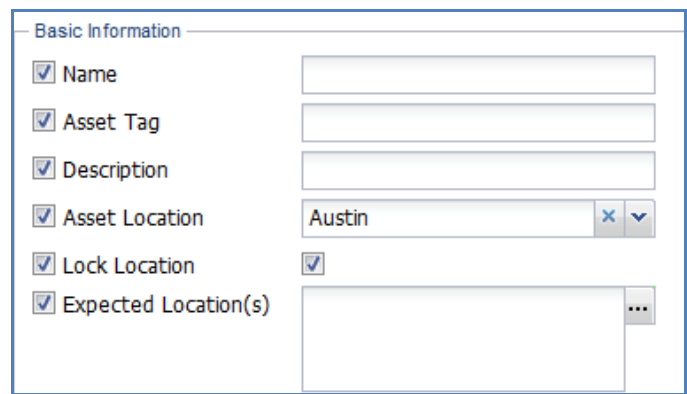 Basic Information
Name
Asset Tag
Description
Asset Location Austin
Lock Location
Expected Location(s) ...